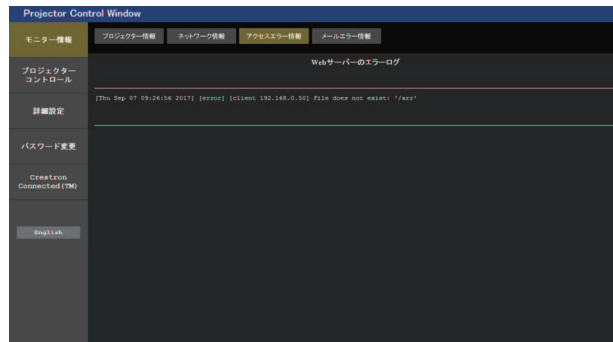 Projector Control Window
モニター情報
プロジェクター情報
ネットワーク情報
アクセスエラー情報
メールエラー情報
Webサーバーのエラーログ
プロジェクター
コントロール
[Thu Sep 07 09:26:56 2017] [error] [client 192.168.0.50] File does not exist: '/arr'
詳細設定
パスワード変更
Crestron
Connected(TM)
English